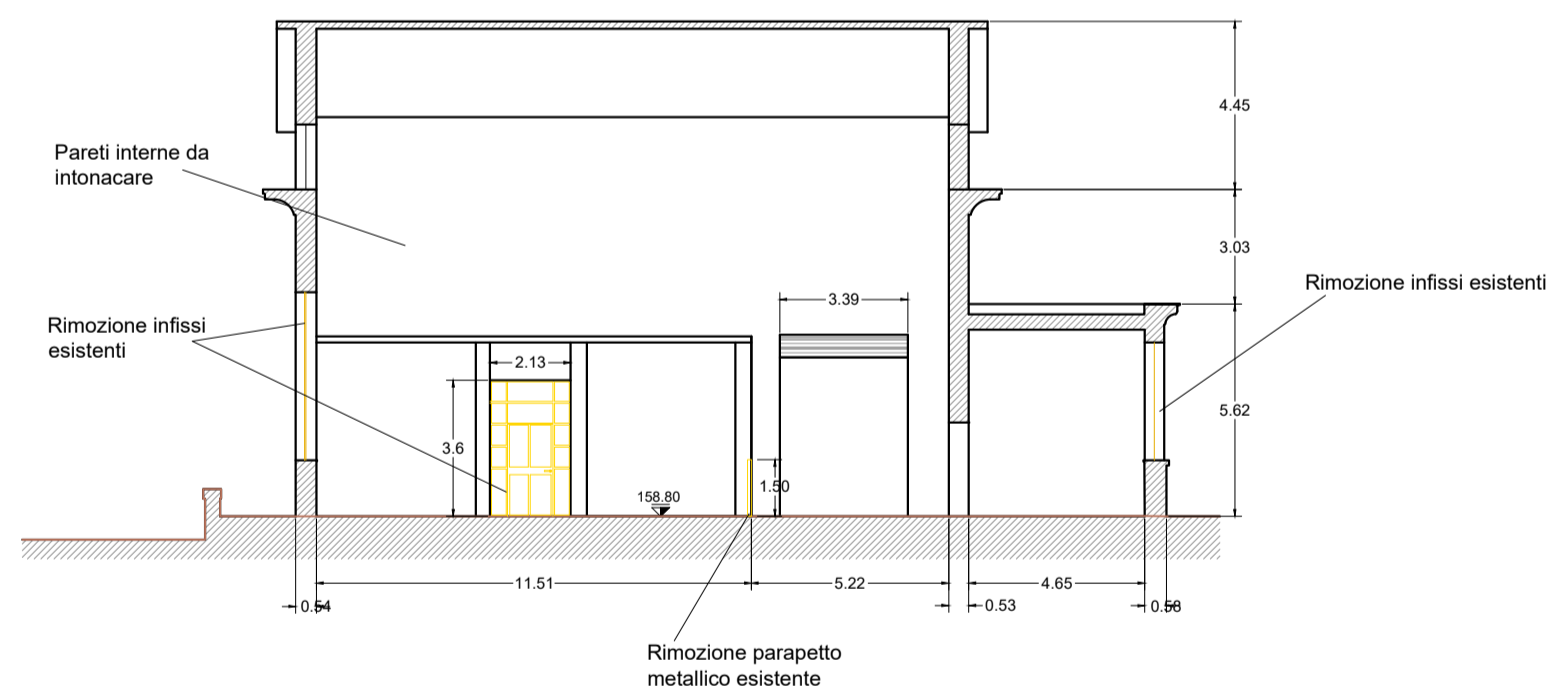 4.45
Pareti interne da
intonacare
3.03
Rimozione infissi esistenti
3.39
Rimozione infissi
esistenti
2.13
5.62
3.6
1.50
158.80
11.51
5.22
4.65
0.54
0.53
0.58
Rimozione parapetto
metallico esistente